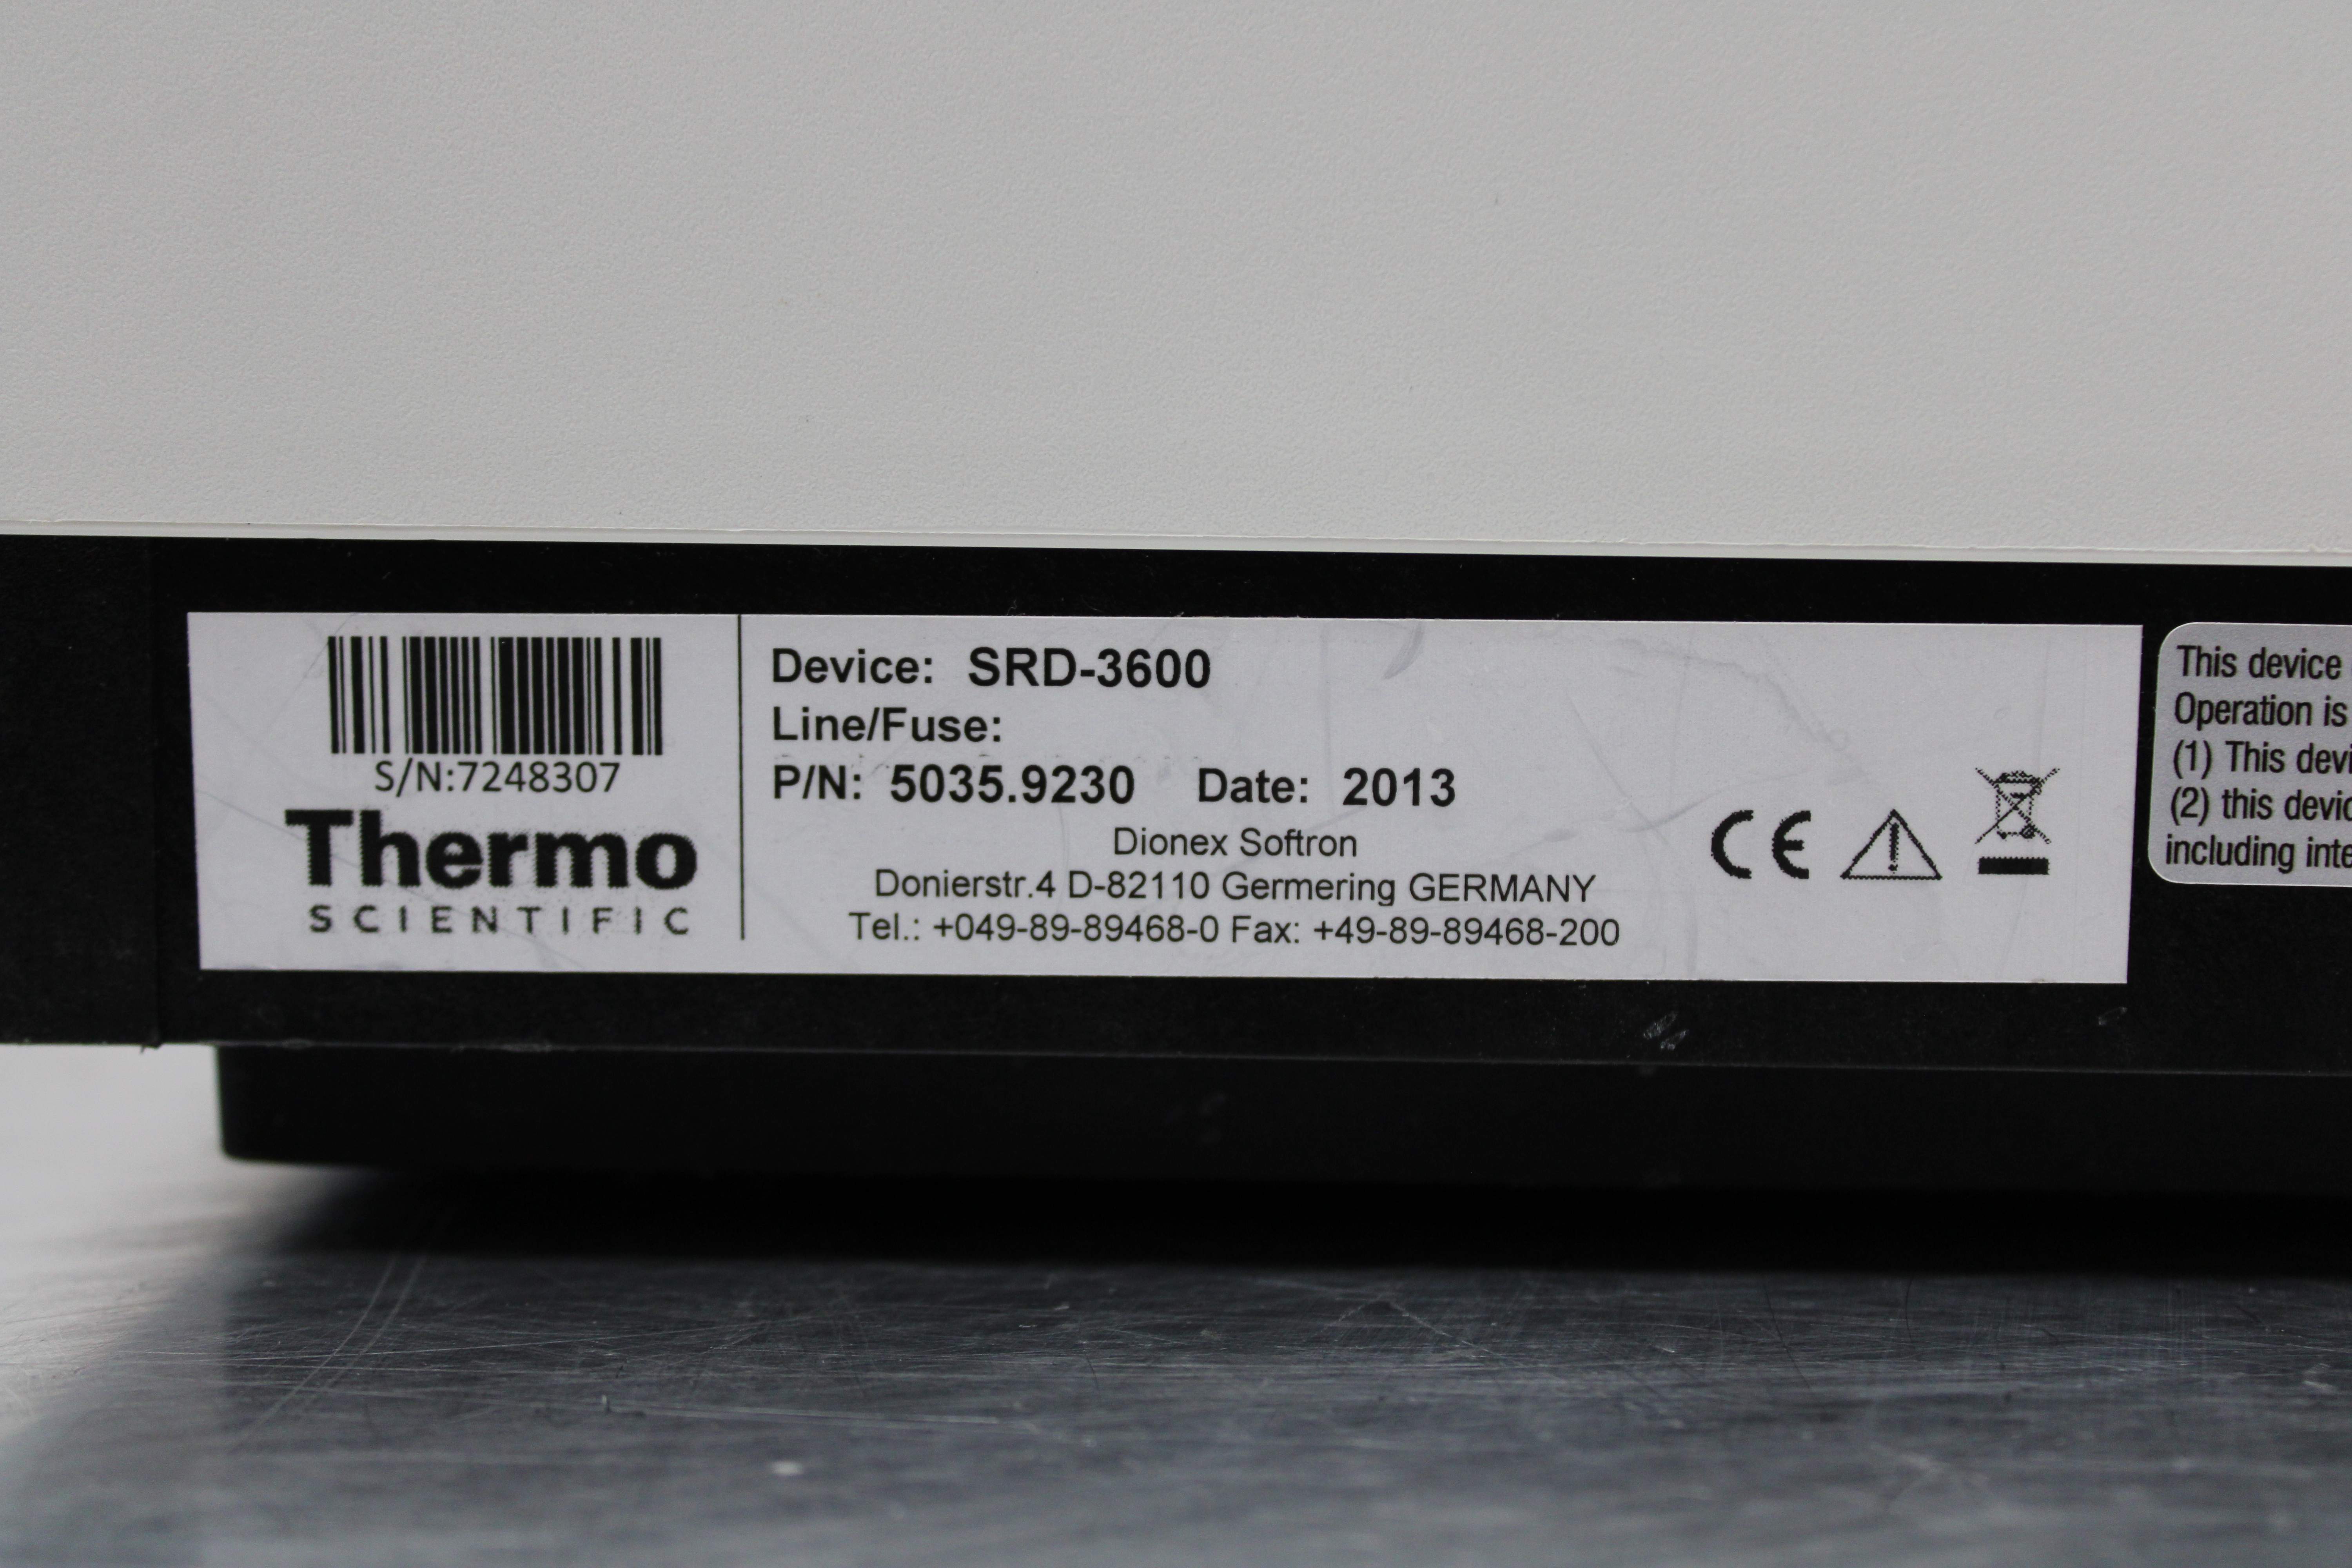 S/N:7248307
Thermo
SCIENTIFIC
Device: SRD-3600
Line/Fuse:
P/N: 5035.9230 Date: 2013
Dionex Softron
Donierstr.4 D-82110 Germering GERMANY
Tel.: +049-89-89468-0 Fax: +49-89-89468-200
CE
This device
Operation is
(1) This devi
(2) this devic
including inte